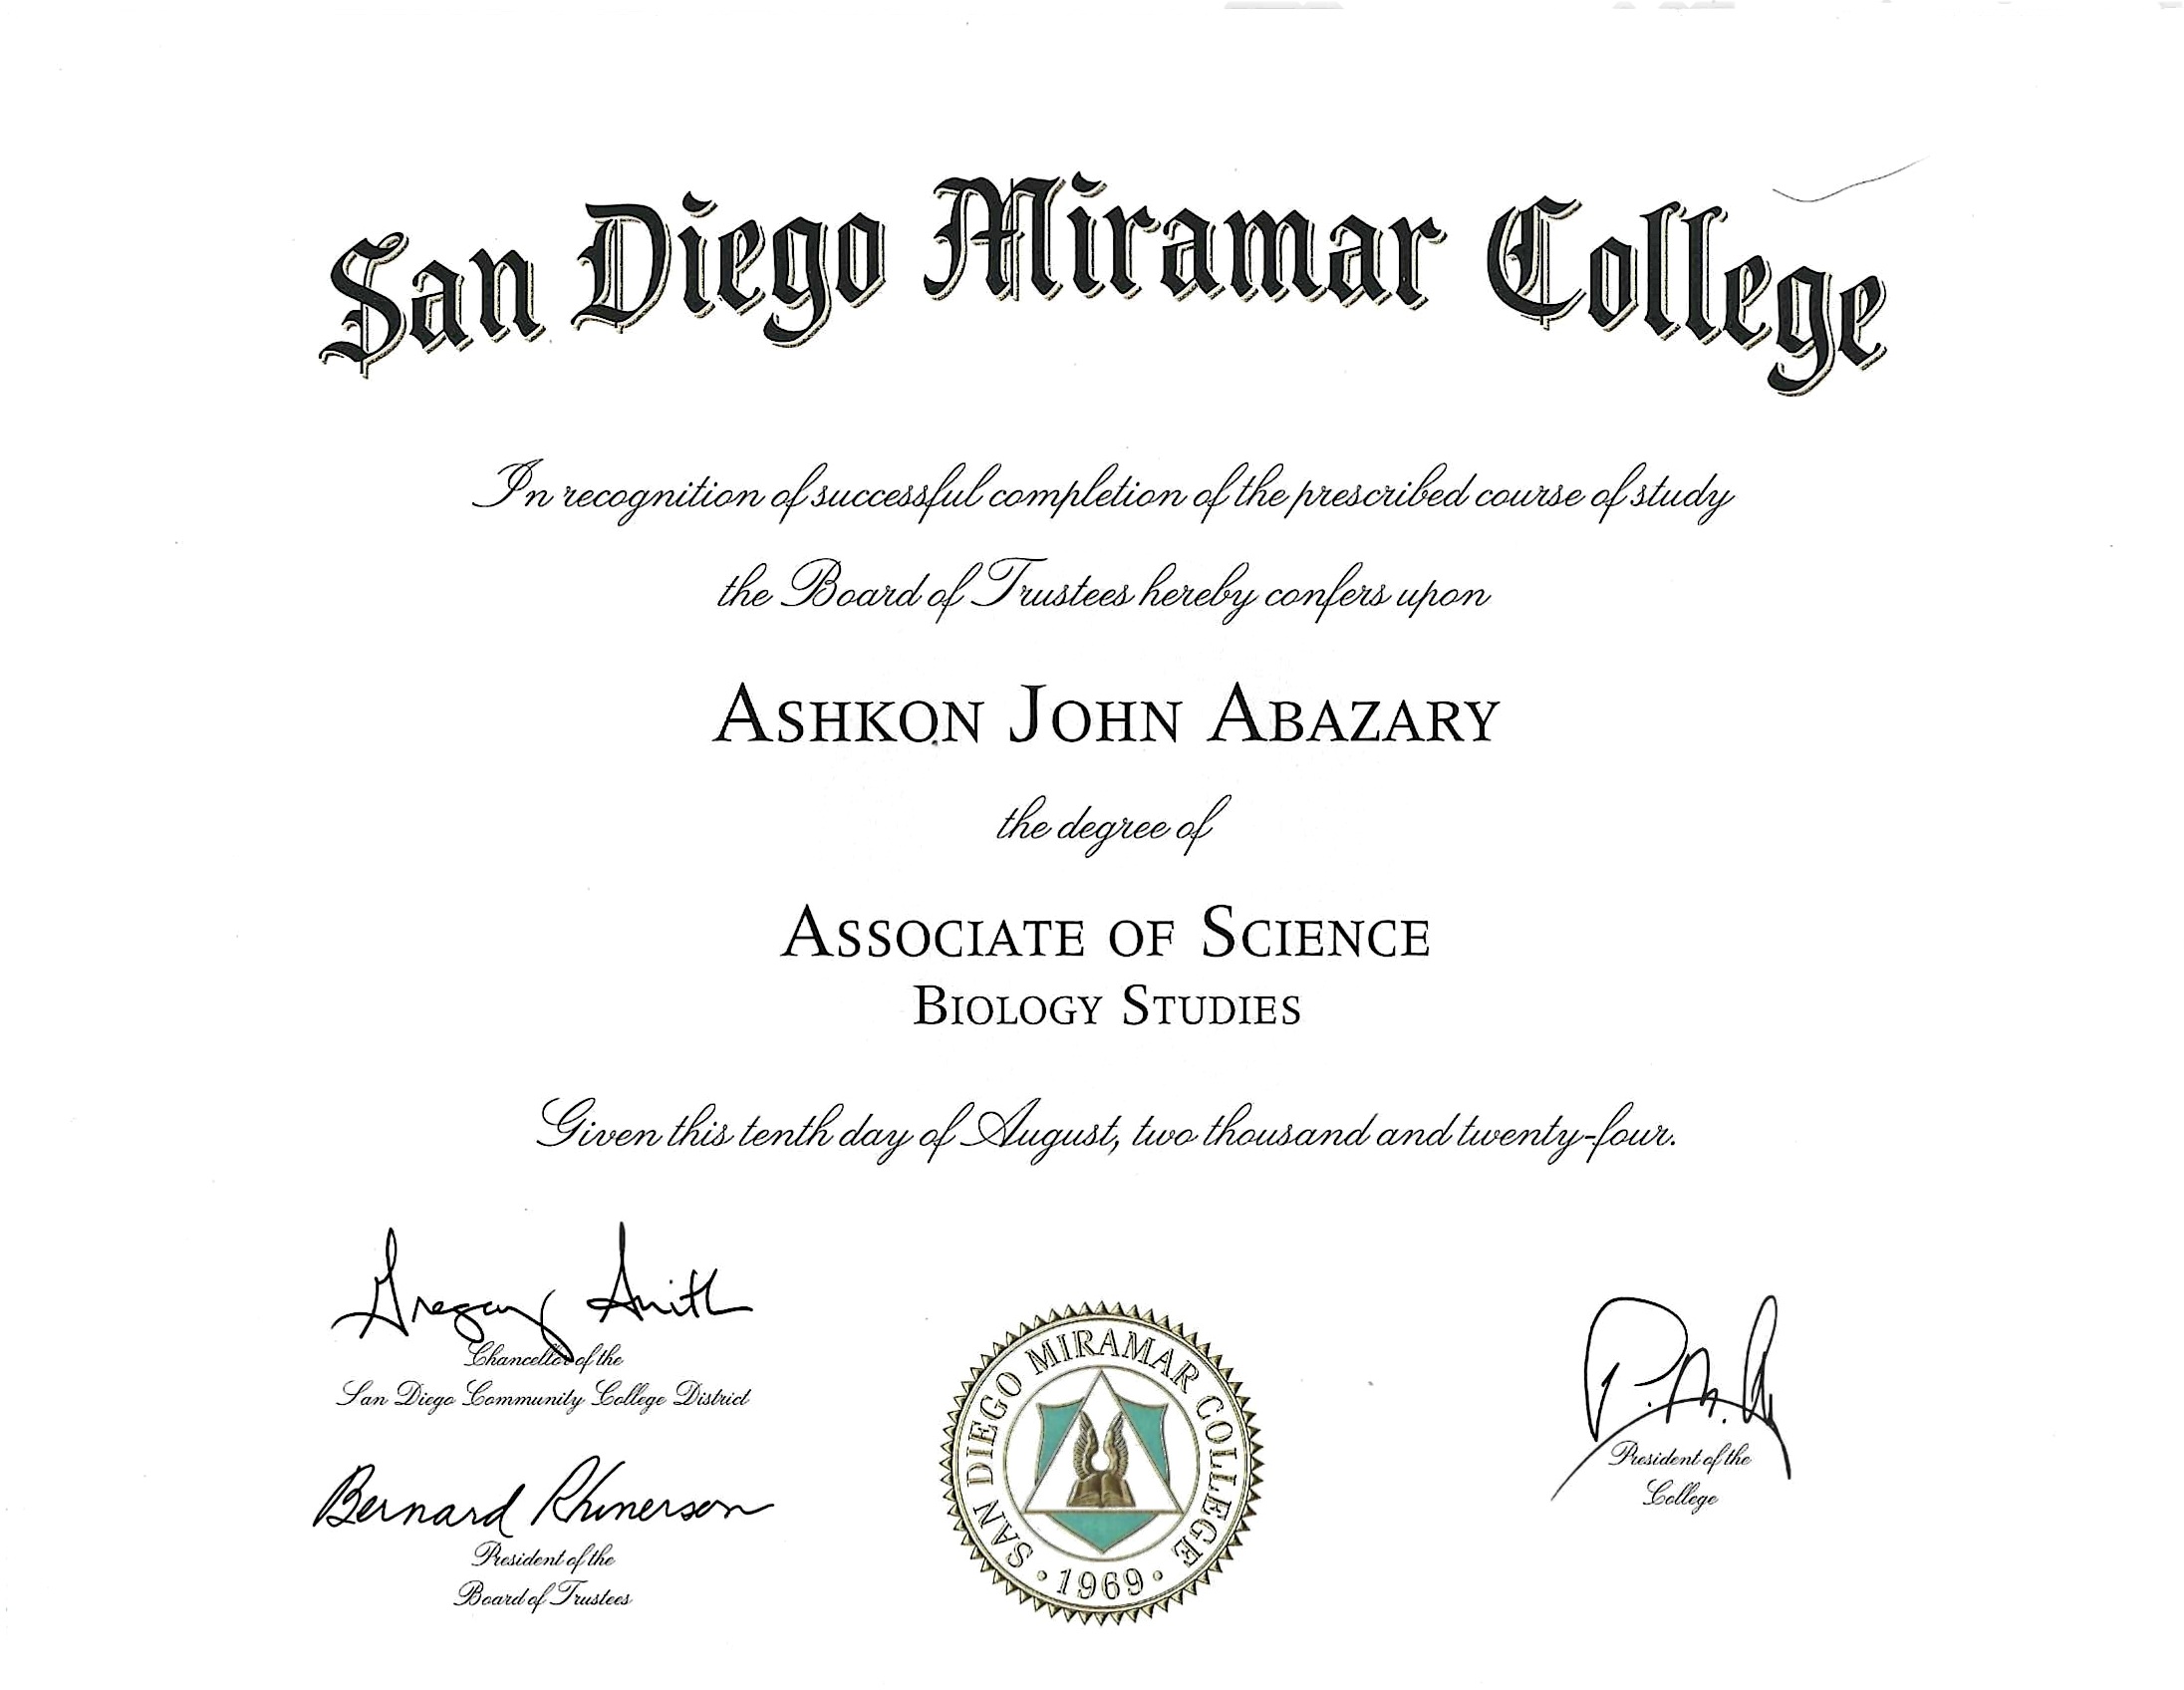 San Diego Miramar College
In recognition of successful completion of the prescribed course of study
the Board of Trustees hereby confers upon
ASHKON JOHN ABAZARY
the degree of
ASSOCIATE OF SCIENCE
BIOLOGY STUDIES
Given this tenth day of August, two thousand and twenty-four.
Gregory Smith
Chancellor of the
San Diego Community College District
Bernard Rhinerson
President of the
Board of Trustees
SAN DIEGO MIRAMAR COLLEGE
1969
President of the
College